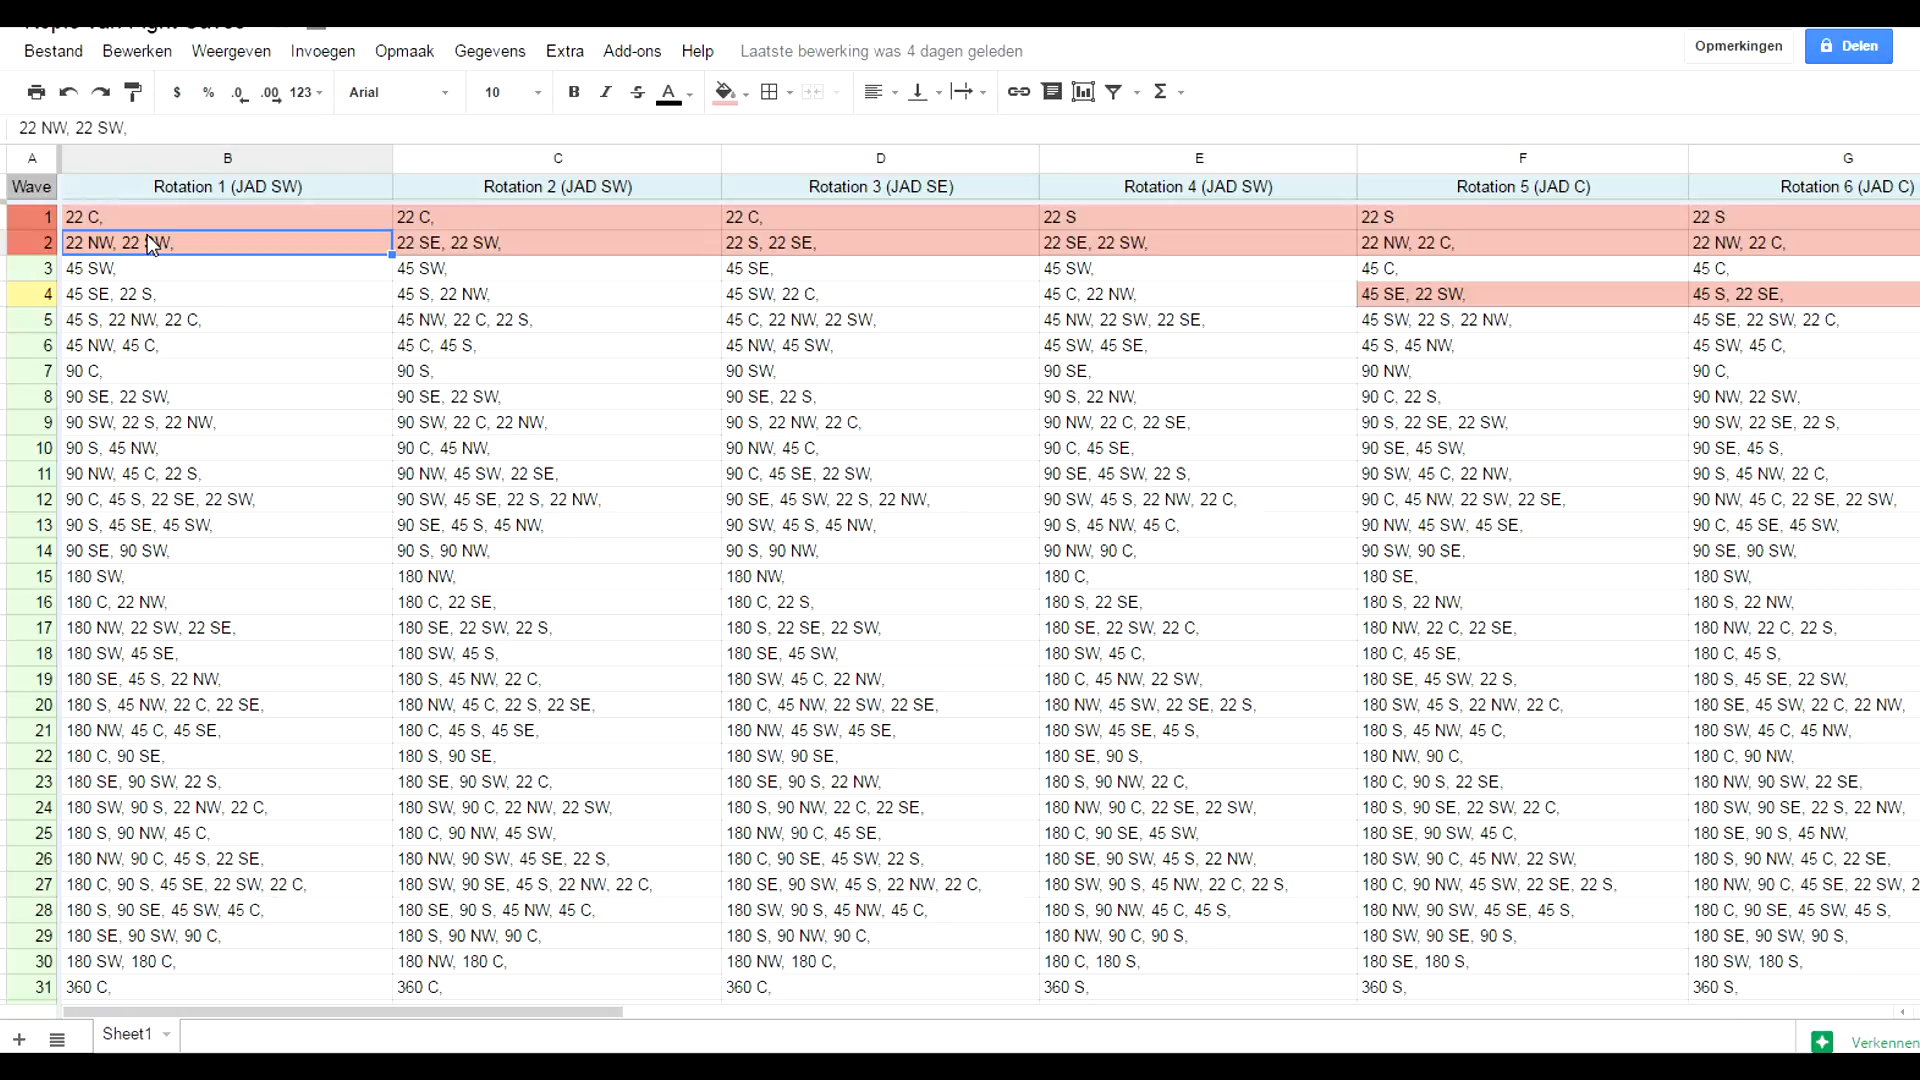 Bestand Bewerken Weergeven Invoegen Opmaak Gegevens Extra Add-ons Help Laatste bewerking was 4 dagen geleden Opmerkingen Delen
$ % .0 .00 123 Arial 10 B I S A Σ
22 NW, 22 SW,
A B C D E F G
Wave Rotation 1 (JAD SW) Rotation 2 (JAD SW) Rotation 3 (JAD SE) Rotation 4 (JAD SW) Rotation 5 (JAD C) Rotation 6 (JAD C)
1 22 C, 22 C, 22 C, 22 S 22 S 22 S
2 22 NW, 22 SW, 22 SE, 22 SW, 22 S, 22 SE, 22 SE, 22 SW, 22 NW, 22 C, 22 NW, 22 C,
3 45 SW, 45 SW, 45 SE, 45 SW, 45 C, 45 C,
4 45 SE, 22 S, 45 S, 22 NW, 45 SW, 22 C, 45 C, 22 NW, 45 SE, 22 SW, 45 S, 22 SE,
5 45 S, 22 NW, 22 C, 45 NW, 22 C, 22 S, 45 C, 22 NW, 22 SW, 45 NW, 22 SW, 22 SE, 45 SW, 22 S, 22 NW, 45 SE, 22 SW, 22 C,
6 45 NW, 45 C, 45 C, 45 S, 45 NW, 45 SW, 45 SW, 45 SE, 45 S, 45 NW, 45 SW, 45 C,
7 90 C, 90 S, 90 SW, 90 SE, 90 NW, 90 C,
8 90 SE, 22 SW, 90 SE, 22 SW, 90 SE, 22 S, 90 S, 22 NW, 90 C, 22 S, 90 NW, 22 SW,
9 90 SW, 22 S, 22 NW, 90 SW, 22 C, 22 NW, 90 S, 22 NW, 22 C, 90 NW, 22 C, 22 SE, 90 S, 22 SE, 22 SW, 90 SW, 22 SE, 22 S,
10 90 S, 45 NW, 90 C, 45 NW, 90 NW, 45 C, 90 C, 45 SE, 90 SE, 45 SW, 90 SE, 45 S,
11 90 NW, 45 C, 22 S, 90 NW, 45 SW, 22 SE, 90 C, 45 SE, 22 SW, 90 SE, 45 SW, 22 S, 90 SW, 45 C, 22 NW, 90 S, 45 NW, 22 C,
12 90 C, 45 S, 22 SE, 22 SW, 90 SW, 45 SE, 22 S, 22 NW, 90 SE, 45 SW, 22 S, 22 NW, 90 SW, 45 S, 22 NW, 22 C, 90 C, 45 NW, 22 SW, 22 SE, 90 NW, 45 C, 22 SE, 22 SW,
13 90 S, 45 SE, 45 SW, 90 SE, 45 S, 45 NW, 90 SW, 45 S, 45 NW, 90 S, 45 NW, 45 C, 90 NW, 45 SW, 45 SE, 90 C, 45 SE, 45 SW,
14 90 SE, 90 SW, 90 S, 90 NW, 90 S, 90 NW, 90 NW, 90 C, 90 SW, 90 SE, 90 SE, 90 SW,
15 180 SW, 180 NW, 180 NW, 180 C, 180 SE, 180 SW,
16 180 C, 22 NW, 180 C, 22 SE, 180 C, 22 S, 180 S, 22 SE, 180 S, 22 NW, 180 S, 22 NW,
17 180 NW, 22 SW, 22 SE, 180 SE, 22 SW, 22 S, 180 S, 22 SE, 22 SW, 180 SE, 22 SW, 22 C, 180 NW, 22 C, 22 SE, 180 NW, 22 C, 22 S,
18 180 SW, 45 SE, 180 SW, 45 S, 180 SE, 45 SW, 180 SW, 45 C, 180 C, 45 SE, 180 C, 45 S,
19 180 SE, 45 S, 22 NW, 180 S, 45 NW, 22 C, 180 SW, 45 C, 22 NW, 180 C, 45 NW, 22 SW, 180 SE, 45 SW, 22 S, 180 S, 45 SE, 22 SW,
20 180 S, 45 NW, 22 C, 22 SE, 180 NW, 45 C, 22 S, 22 SE, 180 C, 45 NW, 22 SW, 22 SE, 180 NW, 45 SW, 22 SE, 22 S, 180 SW, 45 S, 22 NW, 22 C, 180 SE, 45 SW, 22 C, 22 NW,
21 180 NW, 45 C, 45 SE, 180 C, 45 S, 45 SE, 180 NW, 45 SW, 45 SE, 180 SW, 45 SE, 45 S, 180 S, 45 NW, 45 C, 180 SW, 45 C, 45 NW,
22 180 C, 90 SE, 180 S, 90 SE, 180 SW, 90 SE, 180 SE, 90 S, 180 NW, 90 C, 180 C, 90 NW,
23 180 SE, 90 SW, 22 S, 180 SE, 90 SW, 22 C, 180 SE, 90 S, 22 NW, 180 S, 90 NW, 22 C, 180 C, 90 S, 22 SE, 180 NW, 90 SW, 22 SE,
24 180 SW, 90 S, 22 NW, 22 C, 180 SW, 90 C, 22 NW, 22 SW, 180 S, 90 NW, 22 C, 22 SE, 180 NW, 90 C, 22 SE, 22 SW, 180 S, 90 SE, 22 SW, 22 C, 180 SW, 90 SE, 22 S, 22 NW,
25 180 S, 90 NW, 45 C, 180 C, 90 NW, 45 SW, 180 NW, 90 C, 45 SE, 180 C, 90 SE, 45 SW, 180 SE, 90 SW, 45 C, 180 SE, 90 S, 45 NW,
26 180 NW, 90 C, 45 S, 22 SE, 180 NW, 90 SW, 45 SE, 22 S, 180 C, 90 SE, 45 SW, 22 S, 180 SE, 90 SW, 45 S, 22 NW, 180 SW, 90 C, 45 NW, 22 SW, 180 S, 90 NW, 45 C, 22 SE,
27 180 C, 90 S, 45 SE, 22 SW, 22 C, 180 SW, 90 SE, 45 S, 22 NW, 22 C, 180 SE, 90 SW, 45 S, 22 NW, 22 C, 180 SW, 90 S, 45 NW, 22 C, 22 S, 180 C, 90 NW, 45 SW, 22 SE, 22 S, 180 NW, 90 C, 45 SE, 22 SW, 2
28 180 S, 90 SE, 45 SW, 45 C, 180 SE, 90 S, 45 NW, 45 C, 180 SW, 90 S, 45 NW, 45 C, 180 S, 90 NW, 45 C, 45 S, 180 NW, 90 SW, 45 SE, 45 S, 180 C, 90 SE, 45 SW, 45 S,
29 180 SE, 90 SW, 90 C, 180 S, 90 NW, 90 C, 180 S, 90 NW, 90 C, 180 NW, 90 C, 90 S, 180 SW, 90 SE, 90 S, 180 SE, 90 SW, 90 S,
30 180 SW, 180 C, 180 NW, 180 C, 180 NW, 180 C, 180 C, 180 S, 180 SE, 180 S, 180 SW, 180 S,
31 360 C, 360 C, 360 C, 360 S, 360 S, 360 S,
+ Sheet1 Verkennen